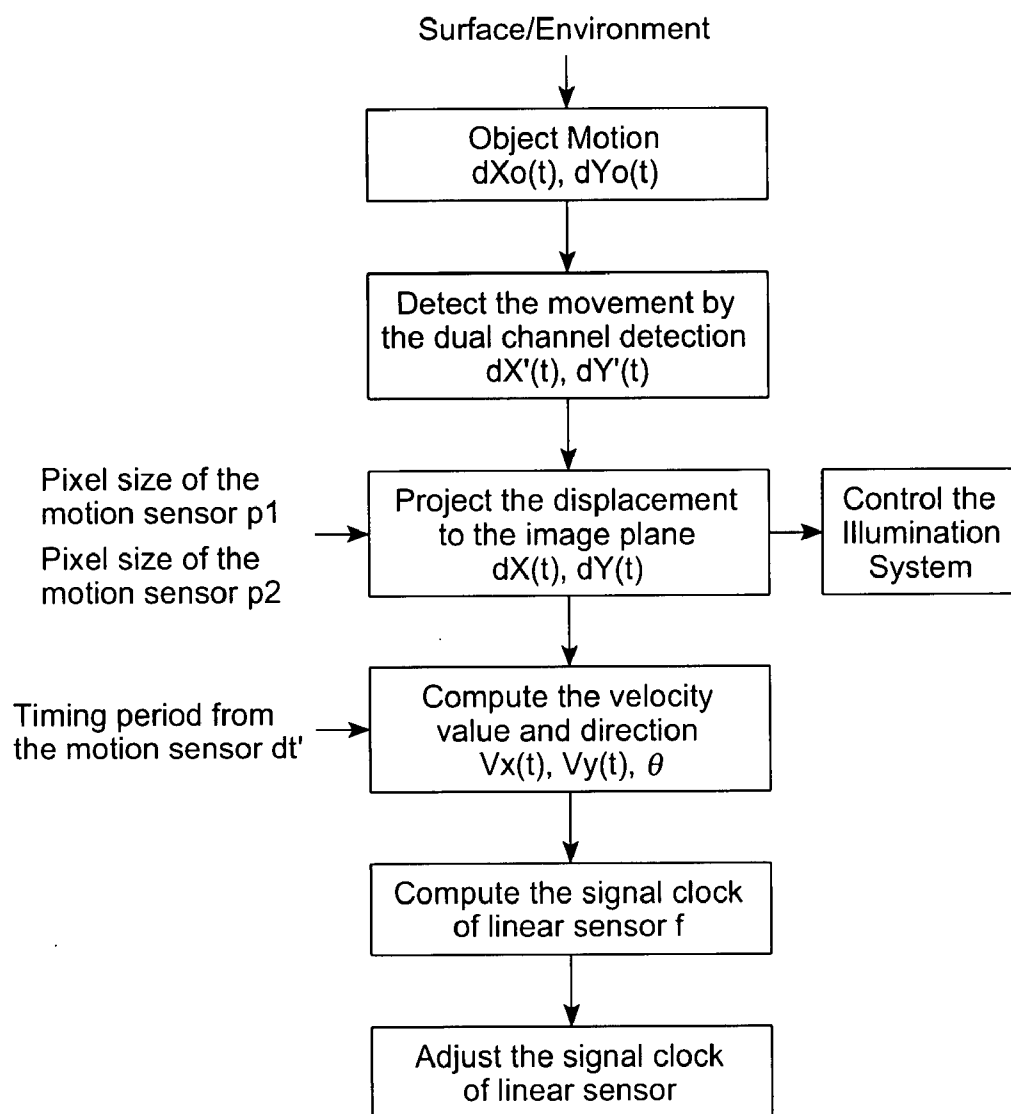 Surface/Environment
Object Motion
dXo(t), dYo(t)
Detect the movement by
the dual channel detection
dX'(t), dY'(t)
Pixel size of the
motion sensor p1
Pixel size of the
motion sensor p2
Project the displacement
to the image plane
dX(t), dY(t)
Control the
Illumination
System
Timing period from
the motion sensor dt'
Compute the velocity
value and direction
Vx(t), Vy(t), θ
Compute the signal clock
of linear sensor f
Adjust the signal clock
of linear sensor